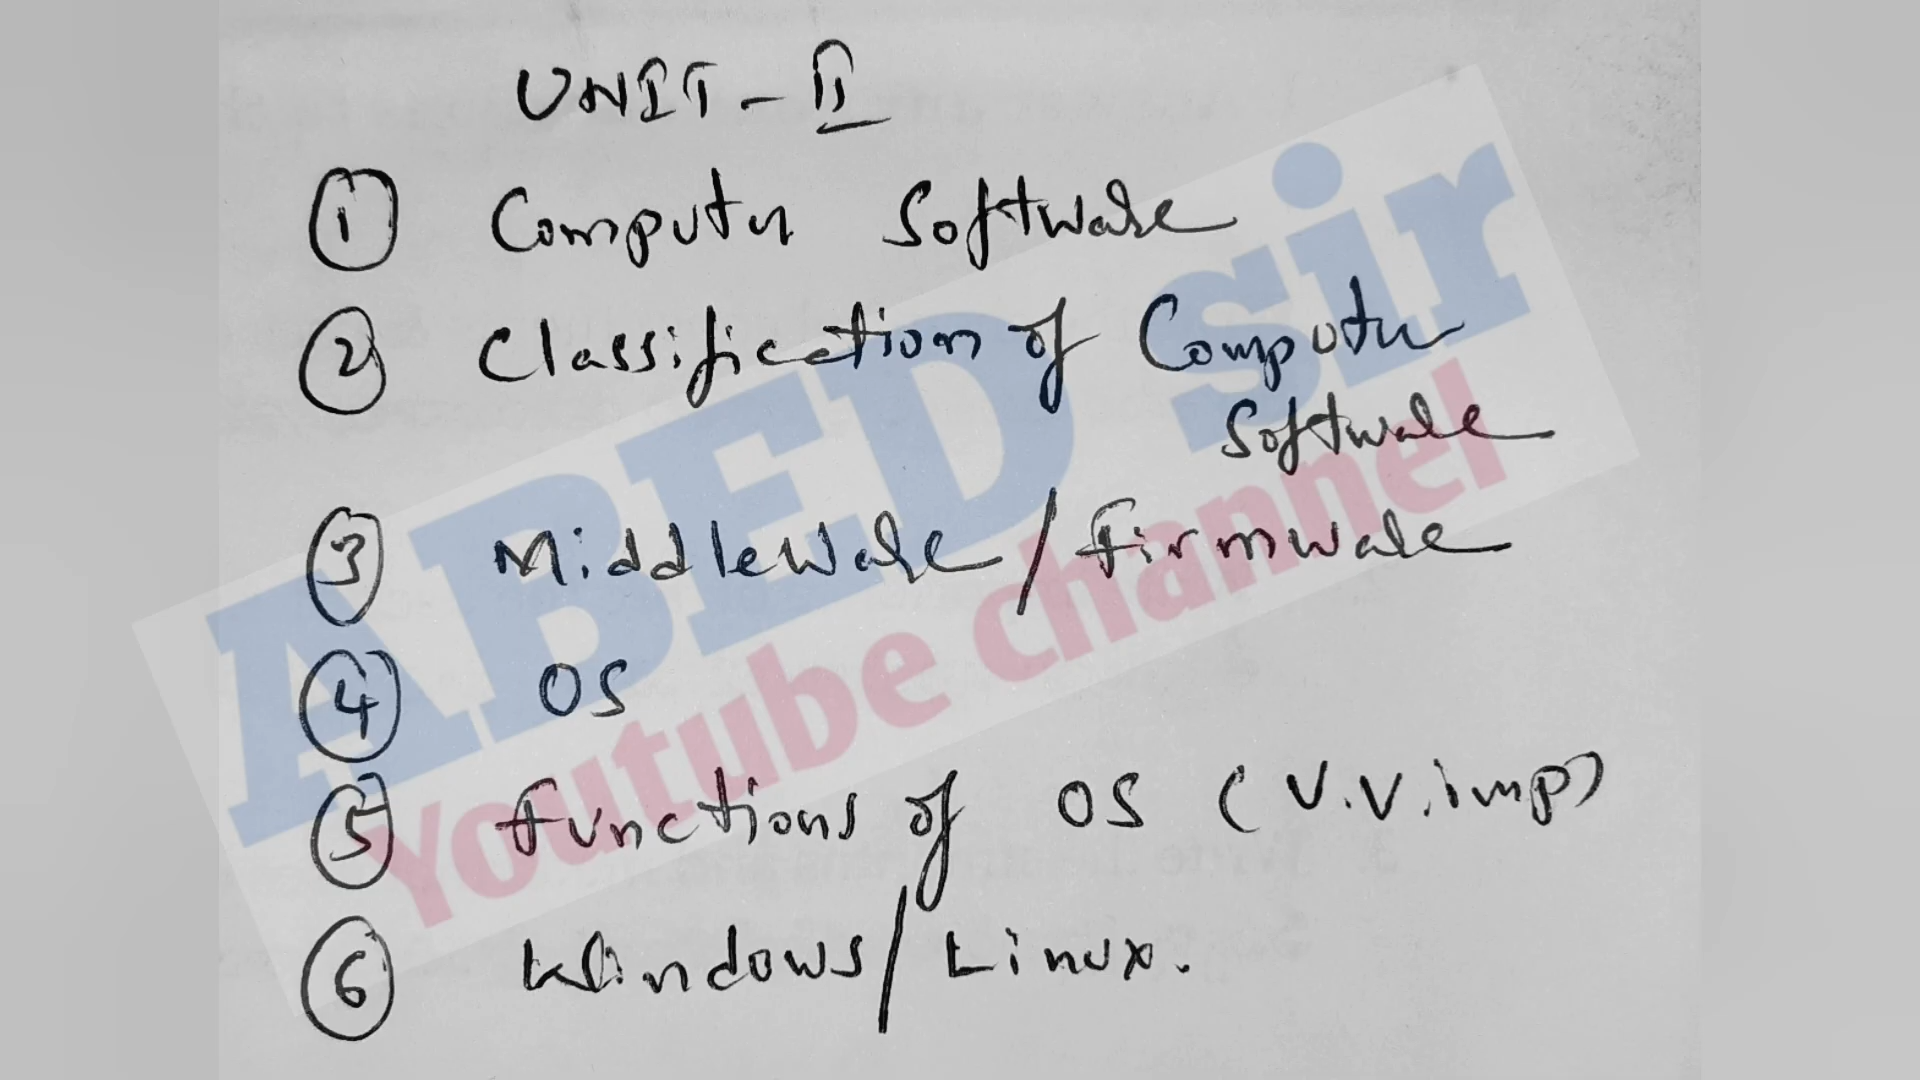 UNIT - II
1 Computer Software
2 Classification of Computer
Software
3 Middleware / firmware
4 OS
5 functions of OS (V.V.imp)
6 Windows / Linux.
ABED sir
Youtube channel